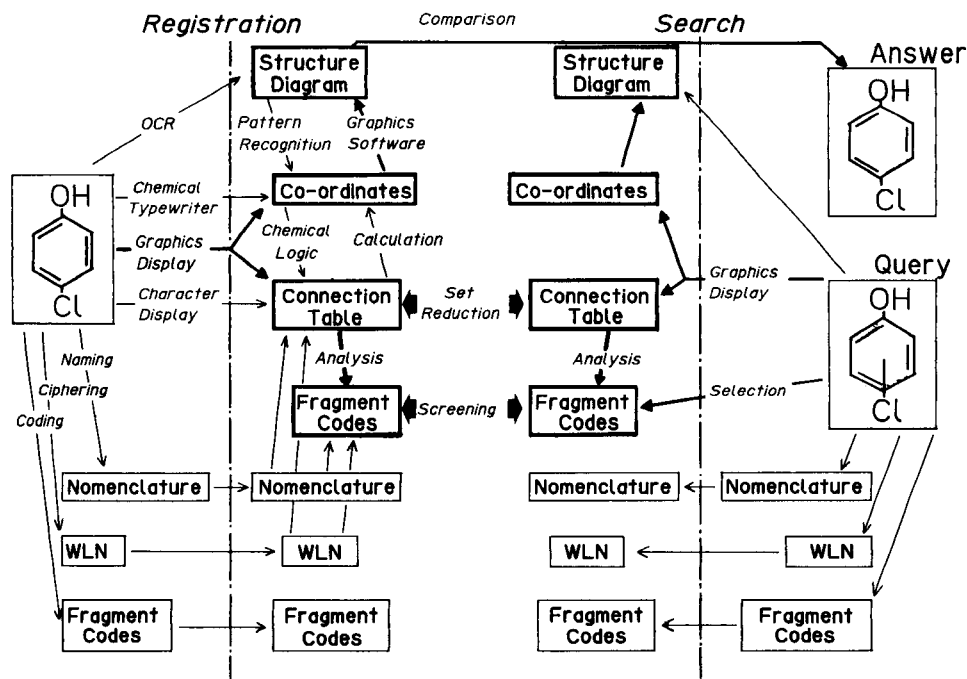 Registration
Comparison
Search
Answer
Structure
Diagram
Structure
Diagram
OH
Cl
OCR
Pattern
Recognition
Graphics
Software
OH
Cl
Chemical
Typewriter
Co-ordinates
Co-ordinates
Graphics
Display
Chemical
Logic
Calculation
Character
Display
Connection
Table
Set
Reduction
Connection
Table
Graphics
Display
Query
OH
Cl
Naming
Ciphering
Coding
Analysis
Analysis
Fragment
Codes
Screening
Fragment
Codes
Selection
Nomenclature
Nomenclature
Nomenclature
Nomenclature
WLN
WLN
WLN
WLN
Fragment
Codes
Fragment
Codes
Fragment
Codes
Fragment
Codes